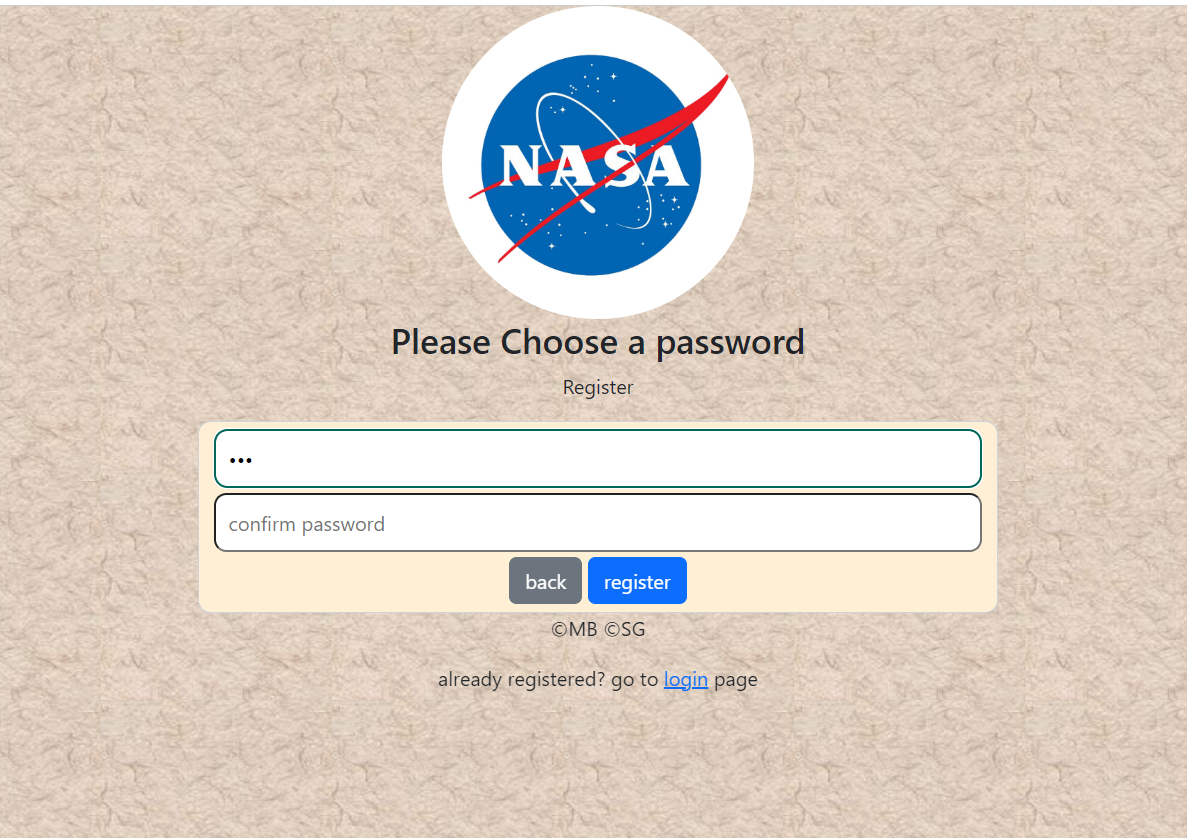 NASA
Please Choose a password
Register
•••
confirm password
back register
©MB ©SG
already registered? go to login page